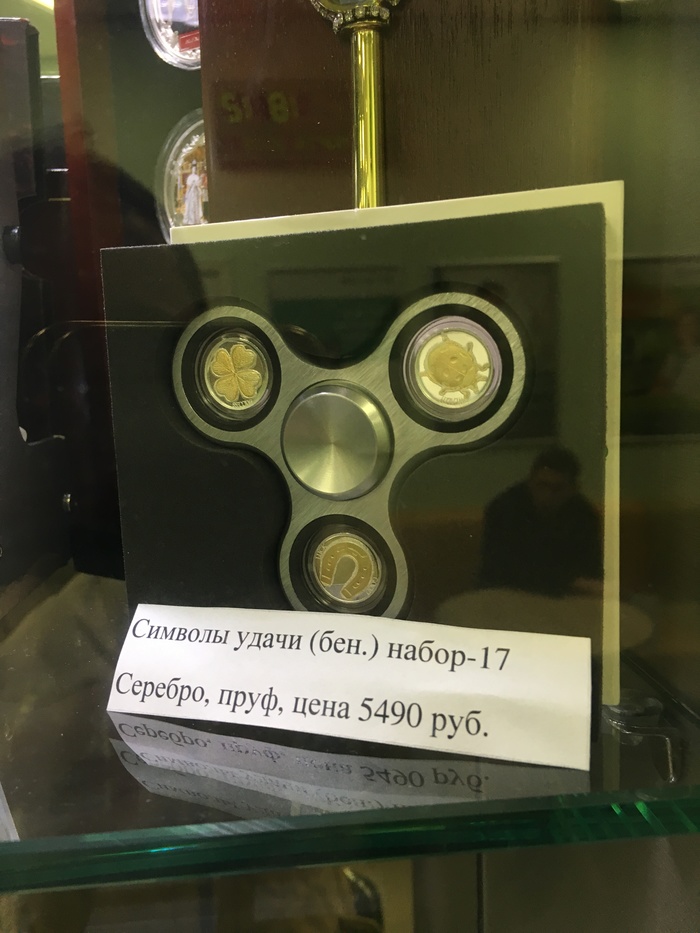 Символы удачи (бен.) набор-17
Серебро, пруф, цена 5490 руб.